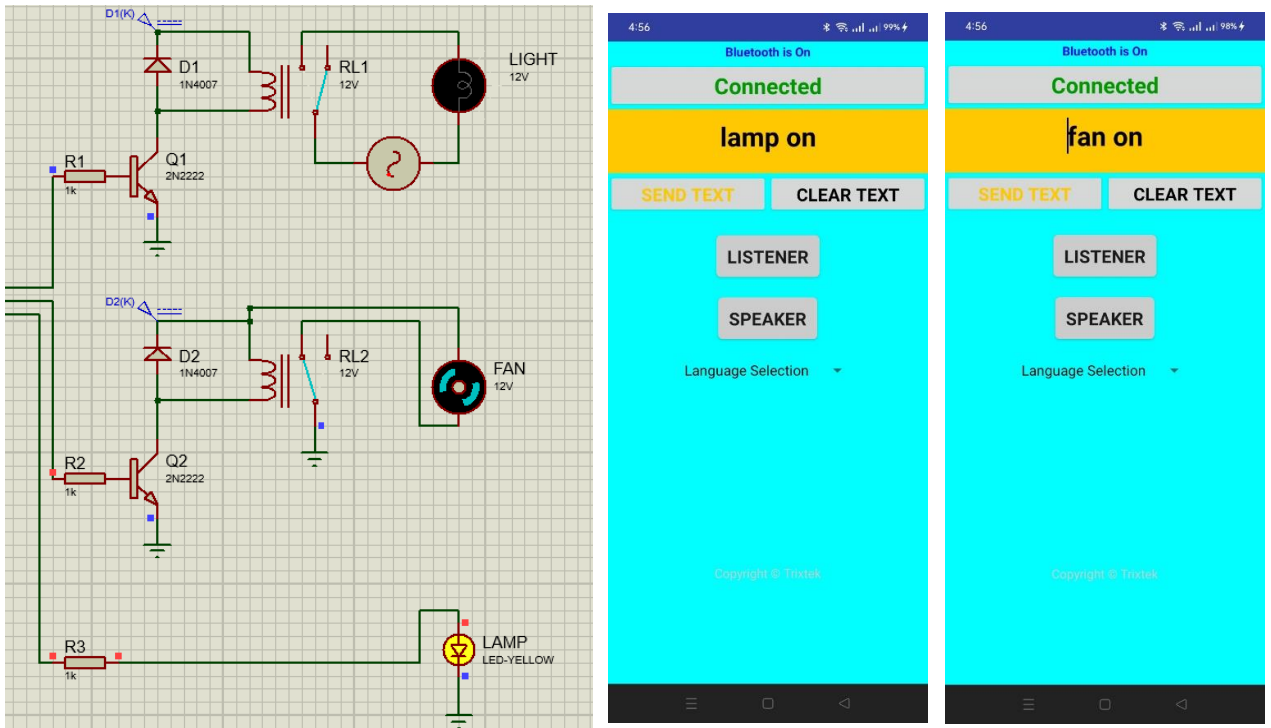 D1(K)
D1
1N4007
RL1
12V
LIGHT
12V
R1
1k
Q1
2N2222
D2(K)
D2
1N4007
RL2
12V
FAN
12V
R2
1k
Q2
2N2222
R3
1k
LAMP
LED-YELLOW
4:56 99%
Bluetooth is On
Connected
lamp on
SEND TEXT CLEAR TEXT
LISTENER
SPEAKER
Language Selection
Copyright © Trixtek
4:56 98%
Bluetooth is On
Connected
fan on
SEND TEXT CLEAR TEXT
LISTENER
SPEAKER
Language Selection
Copyright © Trixtek